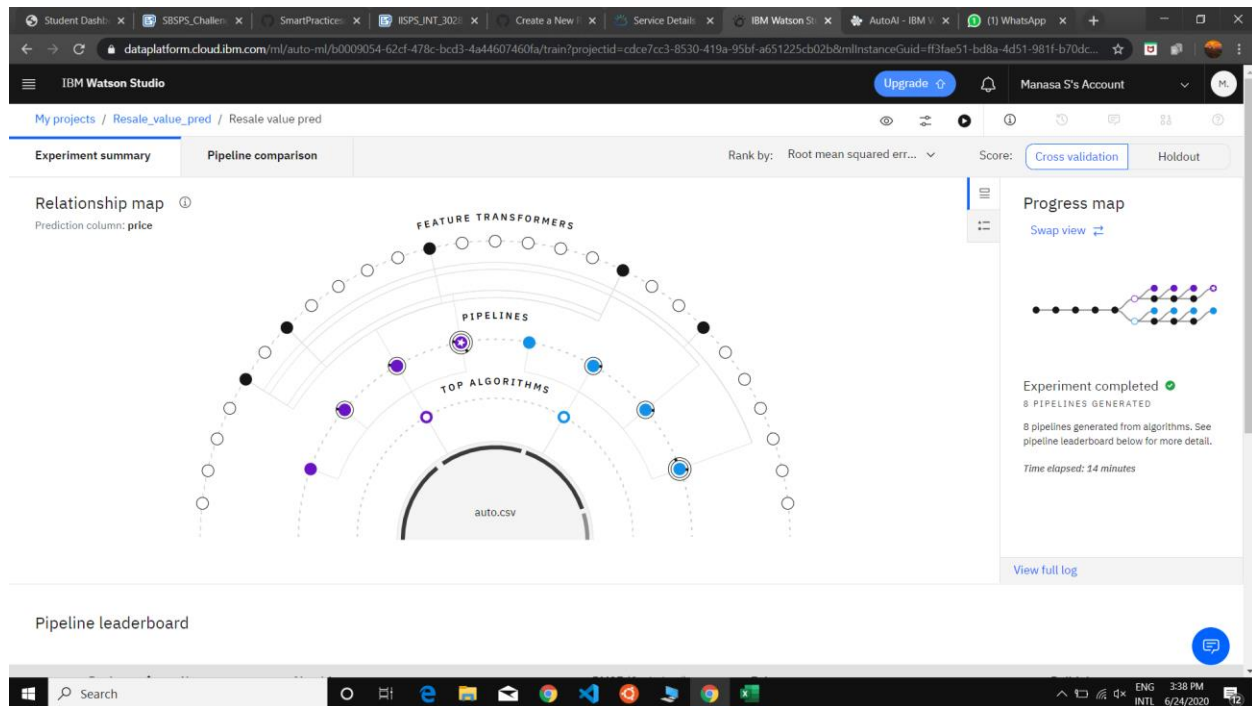 Student Dashb
SBSPS_Challen
SmartPractices
IISPS_INT_302
Create a New
Service Details
IBM Watson St
AutoAI - IBM W
(1) WhatsApp
dataplatform.cloud.ibm.com/ml/auto-ml/b0009054-62cf-478c-bcd3-4a44607460fa/train?projectid=cdce7cc3-8530-419a-95bf-a651225cb02b&mlInstanceGuid=ff3fae51-bd8a-4d51-981f-b70dc...
IBM Watson Studio
Upgrade
Manasa S's Account
M.
My projects / Resale_value_pred / Resale value pred
Experiment summary
Pipeline comparison
Rank by: Root mean squared err...
Score: Cross validation Holdout
Relationship map
Prediction column: price
FEATURE TRANSFORMERS
PIPELINES
TOP ALGORITHMS
auto.csv
Progress map
Swap view
Experiment completed
8 PIPELINES GENERATED
8 pipelines generated from algorithms. See
pipeline leaderboard below for more detail.
Time elapsed: 14 minutes
View full log
Pipeline leaderboard
Search
ENG 3:38 PM
INTL 6/24/2020
12